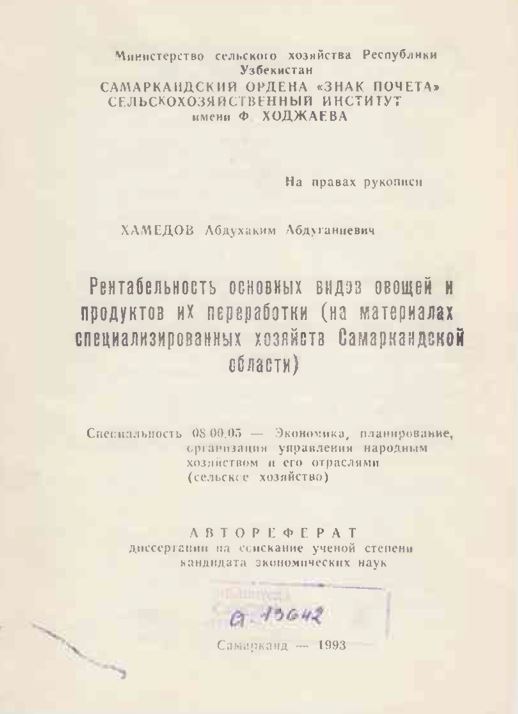 Министерство сельского хозяйства Республики
Узбекистан
САМАРКАНДСКИЙ ОРДЕНА «ЗНАК ПОЧЕТА»
СЕЛЬСКОХОЗЯЙСТВЕННЫЙ ИНСТИТУТ
имени Ф. ХОДЖАЕВА
На правах рукописи
ХАМЕДОВ Абдухаким Абдуганиевич
Рентабельность основных видов овощей и
продуктов их переработки (на материалах
специализированных хозяйств Самаркандской
области)
Специальность 08.00.05 — Экономика, планирование,
организация управления народным
хозяйством и его отраслями
(сельское хозяйство)
АВТОРЕФЕРАТ
диссертации на соискание ученой степени
кандидата экономических наук
19642
Самарканд — 1993